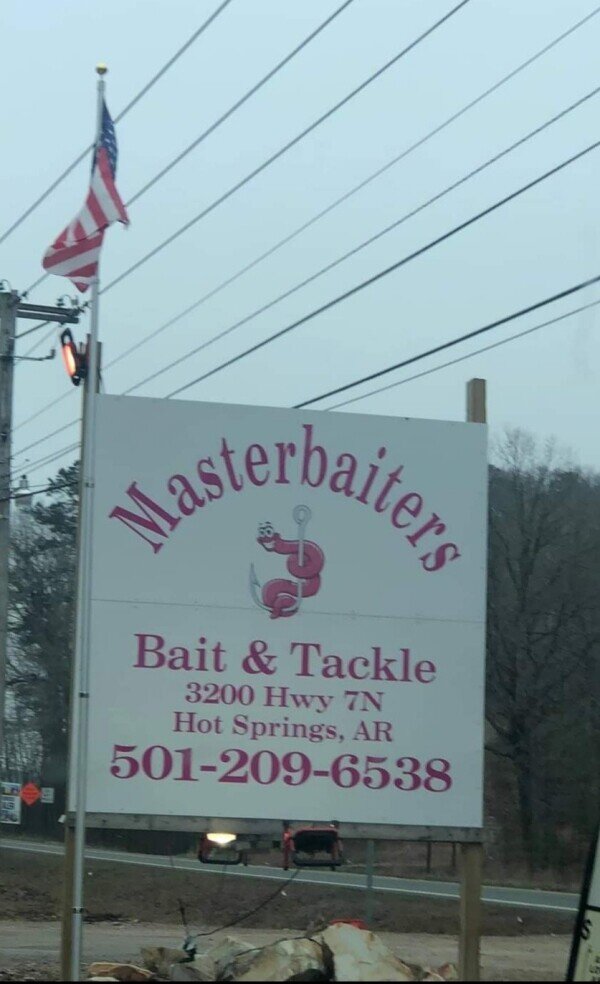 Masterbaiters
Bait & Tackle
3200 Hwy 7N
Hot Springs, AR
501-209-6538